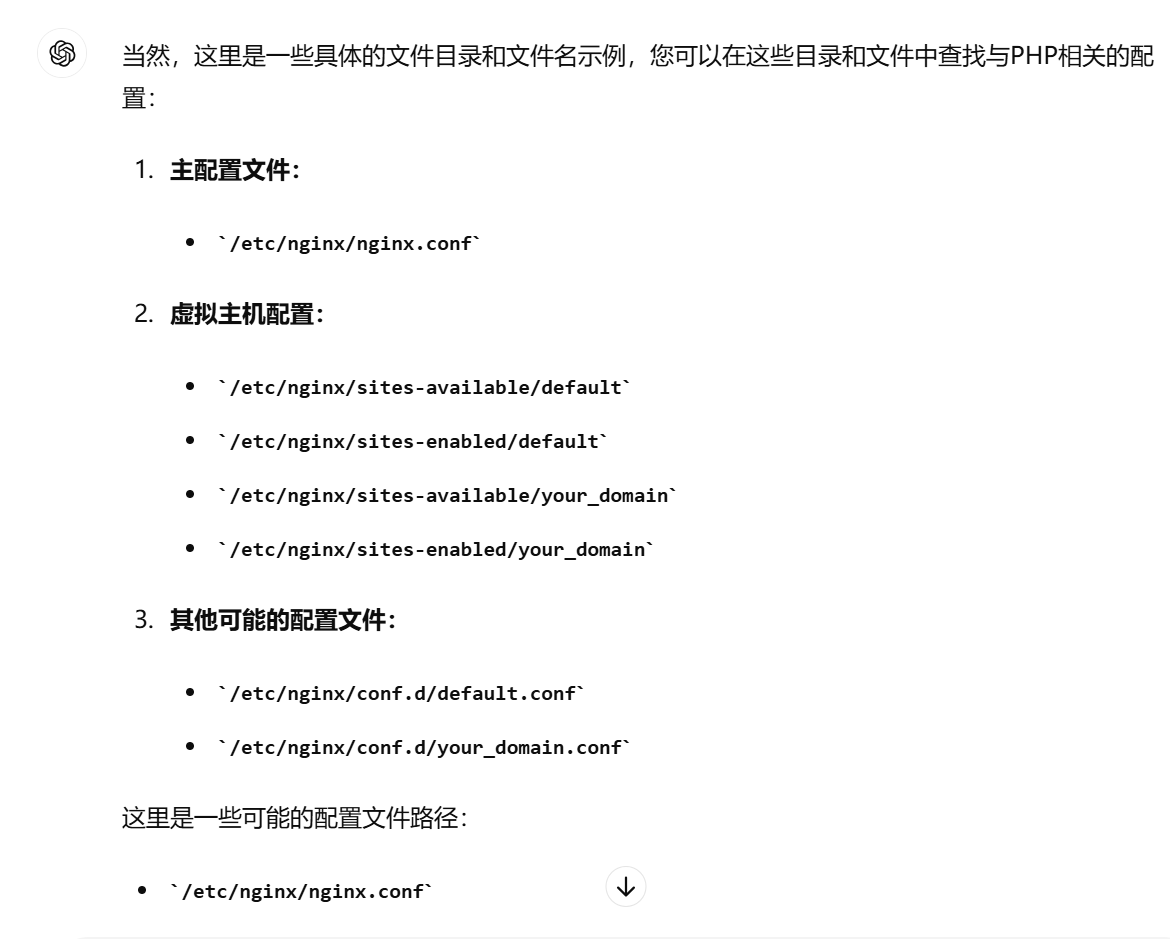 当然，这里是一些具体的文件目录和文件名示例，您可以在这些目录和文件中查找与PHP相关的配
置：
1. 主配置文件：
• `/etc/nginx/nginx.conf`
2. 虚拟主机配置：
• `/etc/nginx/sites-available/default`
• `/etc/nginx/sites-enabled/default`
• `/etc/nginx/sites-available/your_domain`
• `/etc/nginx/sites-enabled/your_domain`
3. 其他可能的配置文件：
• `/etc/nginx/conf.d/default.conf`
• `/etc/nginx/conf.d/your_domain.conf`
这里是一些可能的配置文件路径：
• `/etc/nginx/nginx.conf`